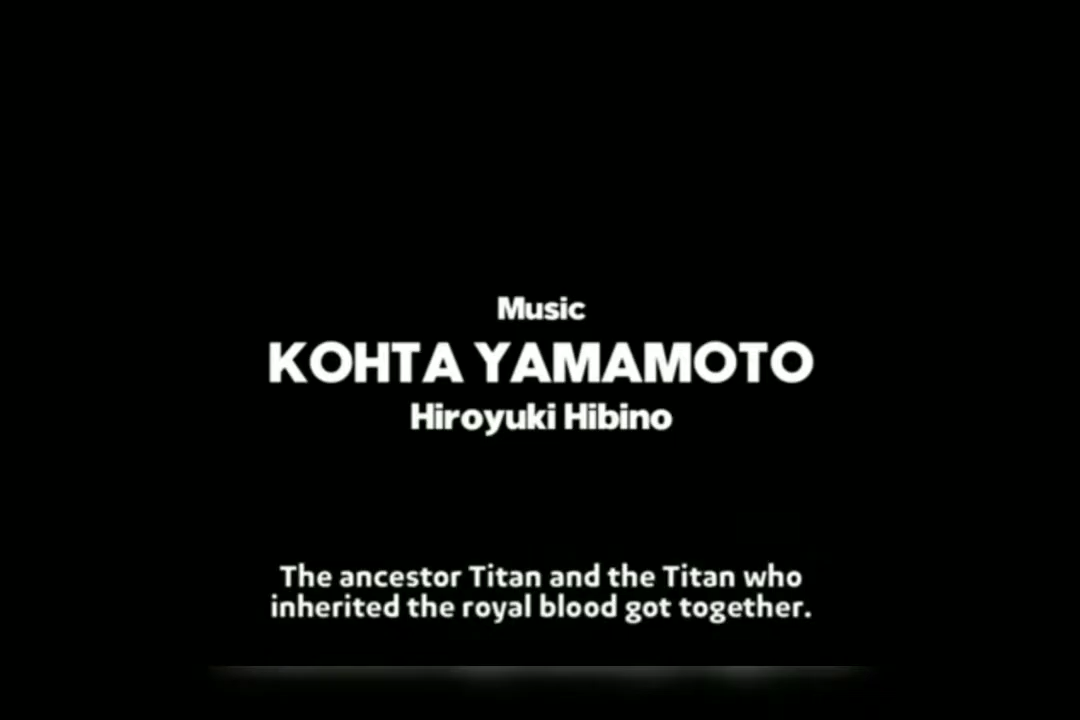 Music
KOHTA YAMAMOTO
Hiroyuki Hibino
The ancestor Titan and the Titan who
inherited the royal blood got together.